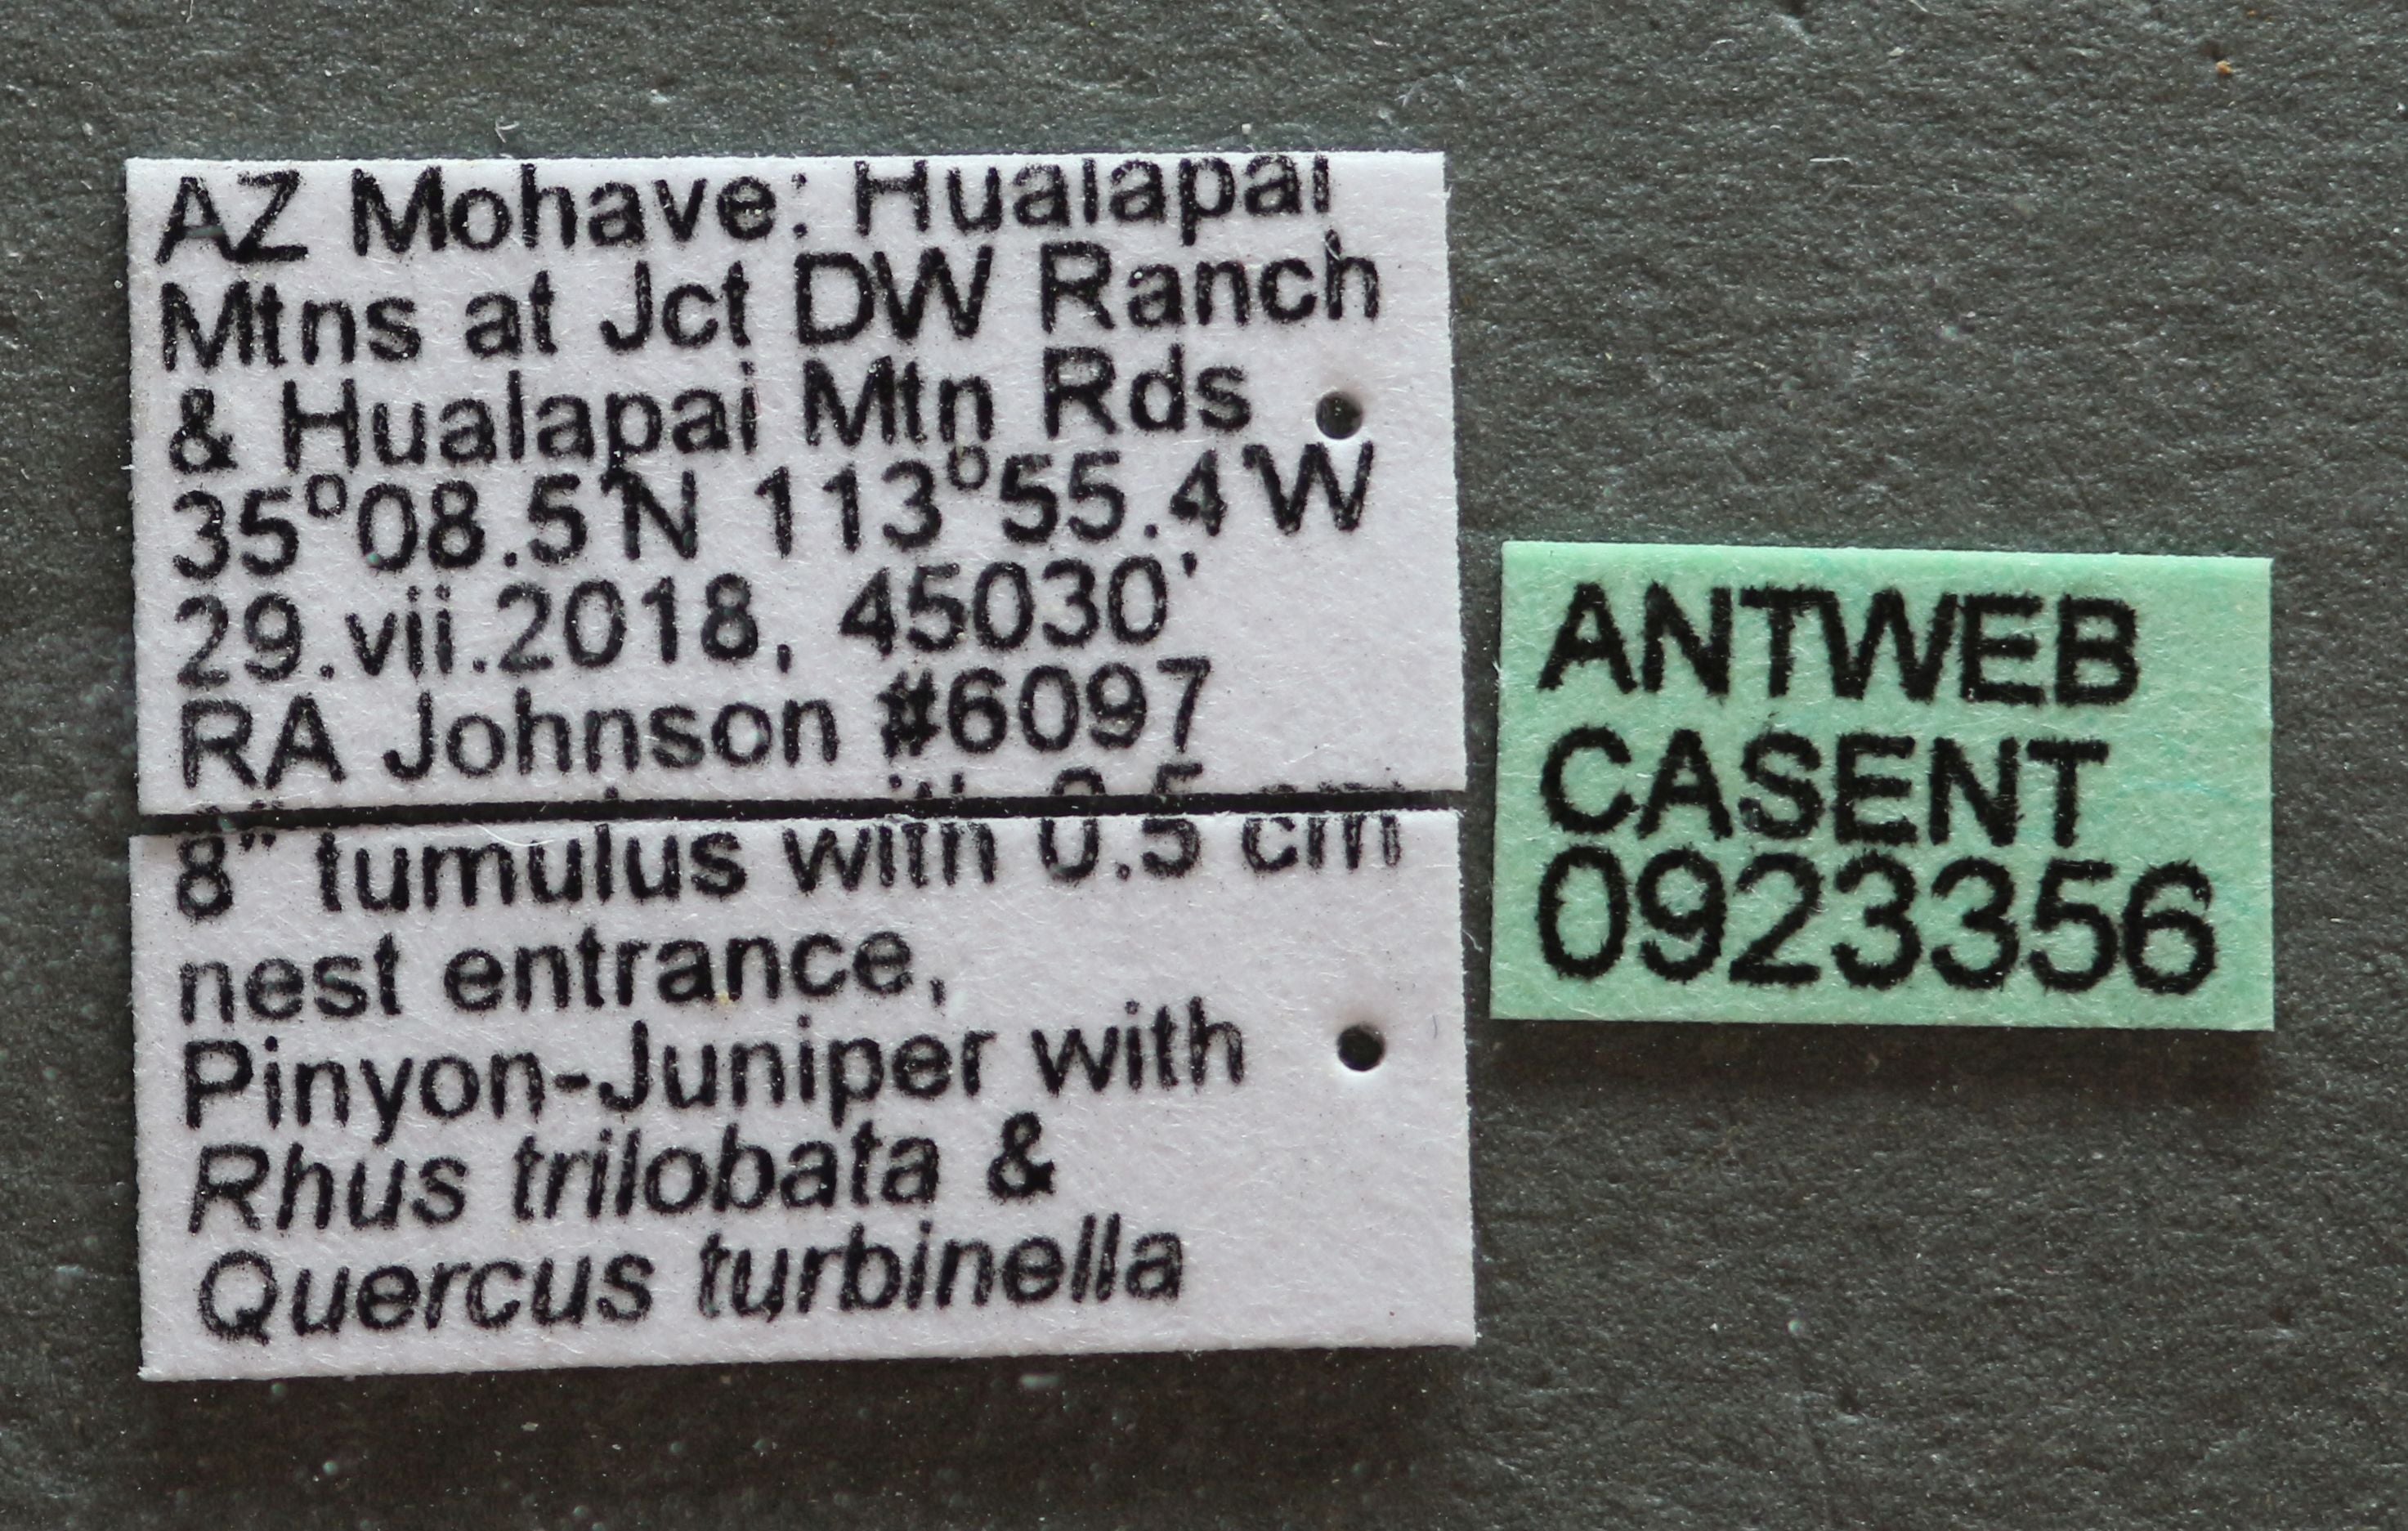 AZ Mohave: Hualapai
Mtns at Jct DW Ranch
& Hualapai Mtn Rds
35°08.5'N 113°55.4'W
29.vii.2018, 45030'
RA Johnson #6097
8" tumulus with 0.5 cm
nest entrance,
Pinyon-Juniper with
Rhus trilobata &
Quercus turbinella
ANTWEB
CASENT
0923356